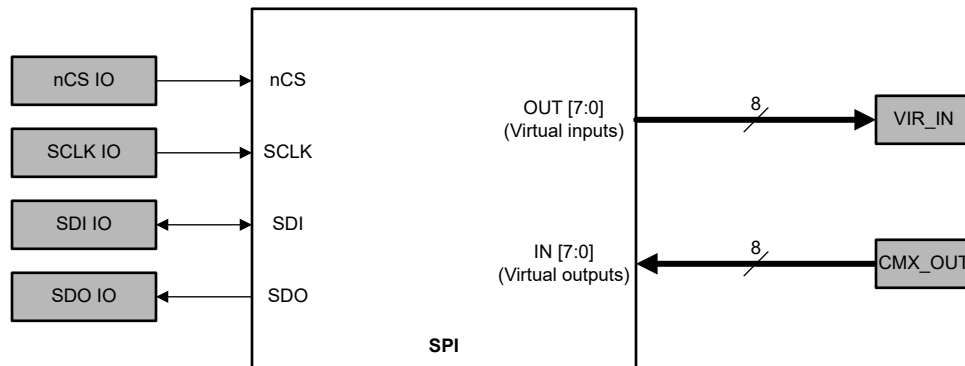 nCS IO
nCS
SCLK IO
SCLK
SDI IO
SDI
SDO IO
SDO
OUT [7:0]
(Virtual inputs)
8
VIR_IN
IN [7:0]
(Virtual outputs)
8
CMX_OUT
SPI